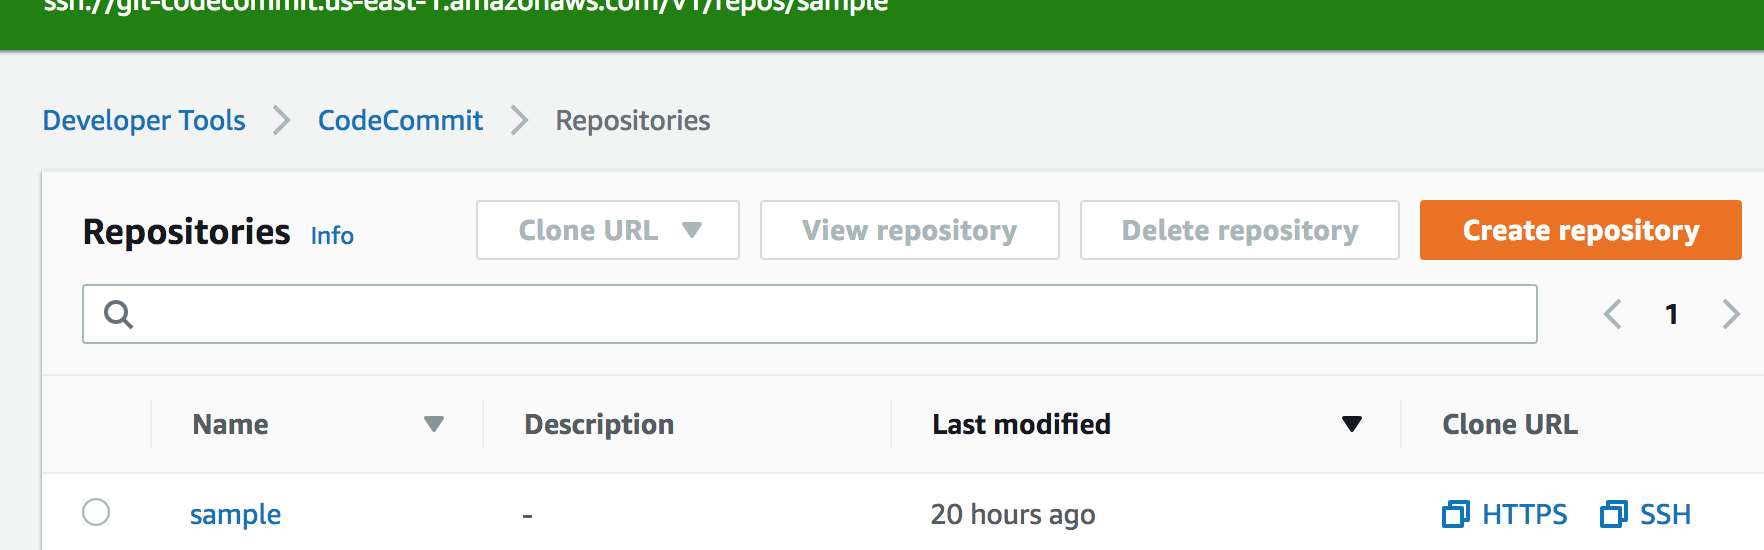 ssh://git-codecommit.us-east-1.amazonaws.com/v1/repos/sample
Developer Tools CodeCommit Repositories
Repositories Info Clone URL View repository Delete repository Create repository
1
Name Description Last modified Clone URL
sample - 20 hours ago HTTPS SSH